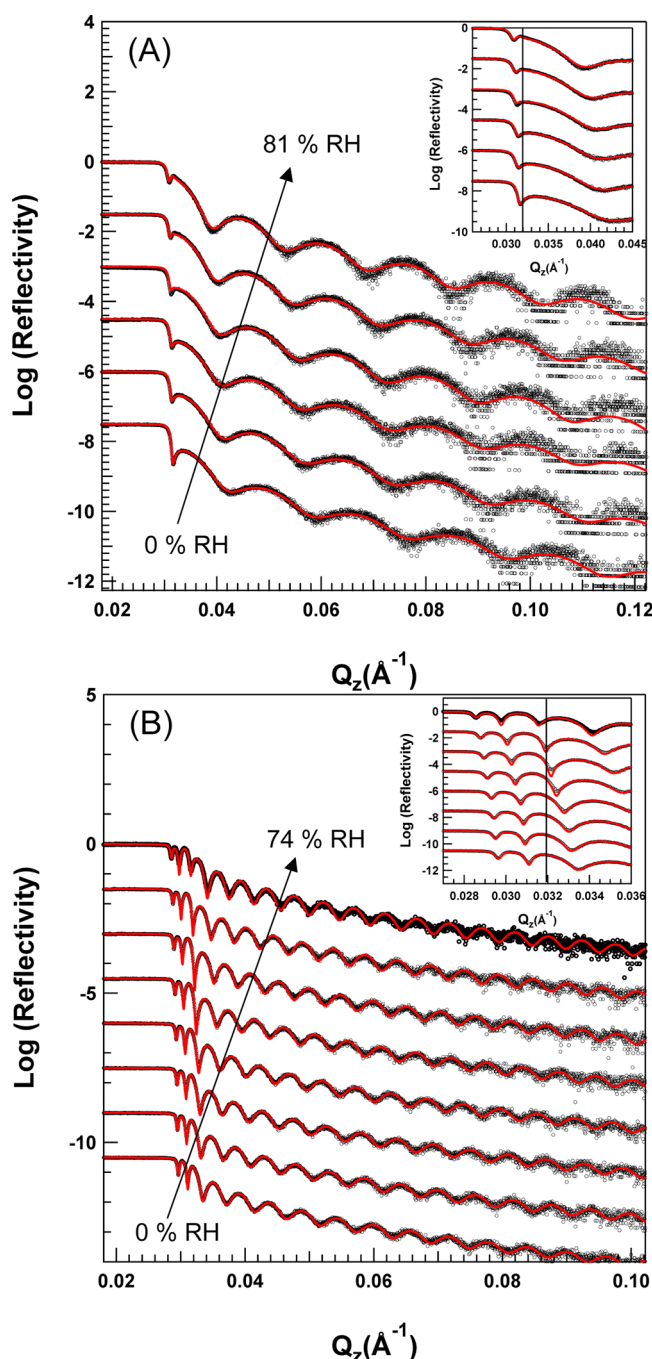 (A)
4
2
0
-2
-4
-6
-8
-10
-12
Log (Reflectivity)
81 % RH
0 % RH
0.02 0.04 0.06 0.08 0.10 0.12
Qz(Å-1)
0
-2
-4
-6
-8
-10
Log (Reflectivity)
0.030 0.035 0.040 0.045
Qz(Å-1)
(B)
5
0
-5
-10
Log (Reflectivity)
74 % RH
0 % RH
0.02 0.04 0.06 0.08 0.10
Qz(Å-1)
0
-2
-4
-6
-8
-10
-12
Log (Reflectivity)
0.028 0.030 0.032 0.034 0.036
Qz(Å-1)